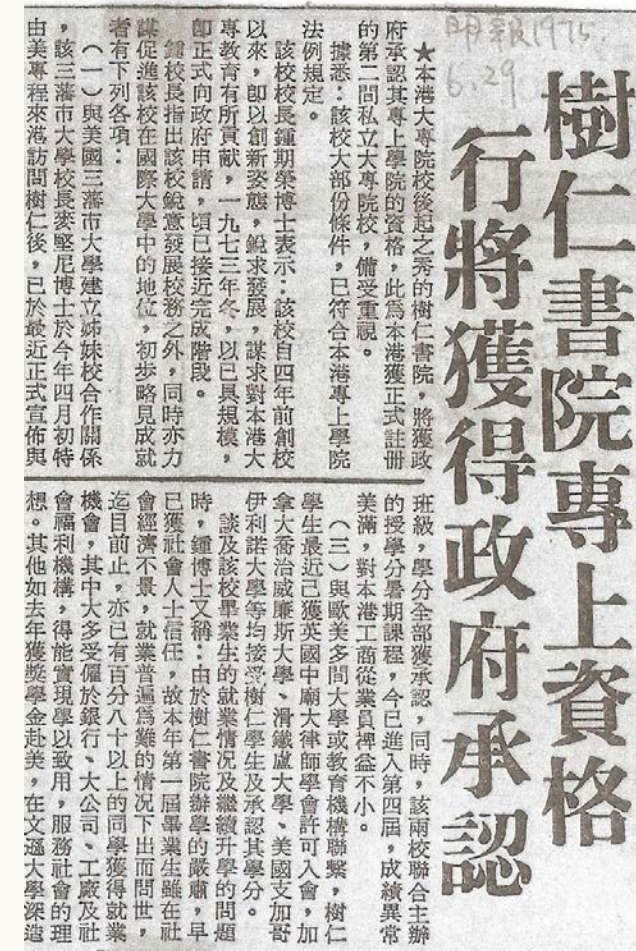 明報1975.
6.29
樹仁書院專上資格
行將獲得政府承認
★本港大專院校後起之秀的樹仁書院,將獲政
府承認其專上學院的資格,此爲本港獲正式註冊
的第二間私立大專院校,備受重視。
據悉:該校大部份條件,已符合本港專上學院
法例規定。
該校校長鍾期榮博士表示:該校自四年前創校
以來,卽以創新姿態,銳求發展,謀求對本港大
專教育有所貢献,一九七三年冬,以已具規模,
卽正式向政府申請,頃已接近完成階段。
鍾校長指出該校銳意發展校務之外,同時亦力
謀促進該校在國際大學中的地位,初步略見成就
者有下列各項:
(一)與美國三藩市大學建立姊妹校合作關係
,該三藩市大學校長麥堅尼博士於今年四月初特
由美專程來港訪問樹仁後,已於最近正式宣佈與
班級,學分全部獲承認,同時,該兩校聯合主辦
的授學分暑期課程,今已進入第四屆,成績異常
美滿,對本港工商從業員裨益不小。
(三)與歐美多間大學或教育機構聯繫,樹仁
學生最近已獲英國中廟大律師學會許可入會,加
拿大喬治威廉斯大學、滑鐵盧大學、美國支加哥
伊利諾大學等均接受樹仁學生及承認其學分。
談及該校畢業生的就業情况及繼續升學的問題
時,鍾博士又稱:由於樹仁書院辦學的嚴肅,早
已獲社會人士信任,故本年第一屆畢業生雖在社
會經濟不景,就業普遍爲難的情况下出而問世,
迄目前止,亦已有百分八十以上的同學獲得就業
機會,其中大多受僱於銀行、大公司、工廠及社
會福利機構,得能實現學以致用,服務社會的理
想。其他如去年獲奬學金赴美,在文遜大學深造